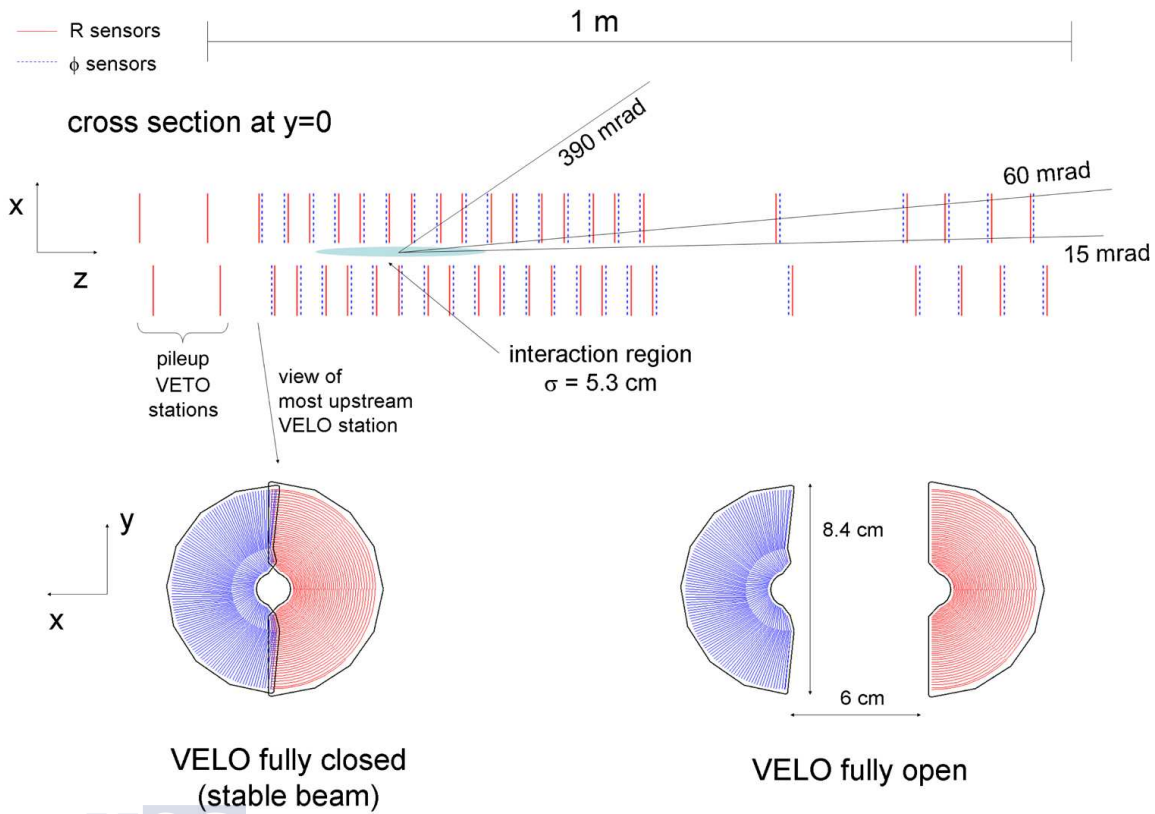 R sensors
ϕ sensors
1 m
cross section at y=0
390 mrad
60 mrad
15 mrad
x
z
pileup
VETO
stations
view of
most upstream
VELO station
interaction region
σ = 5.3 cm
y
x
8.4 cm
6 cm
VELO fully closed
(stable beam)
VELO fully open